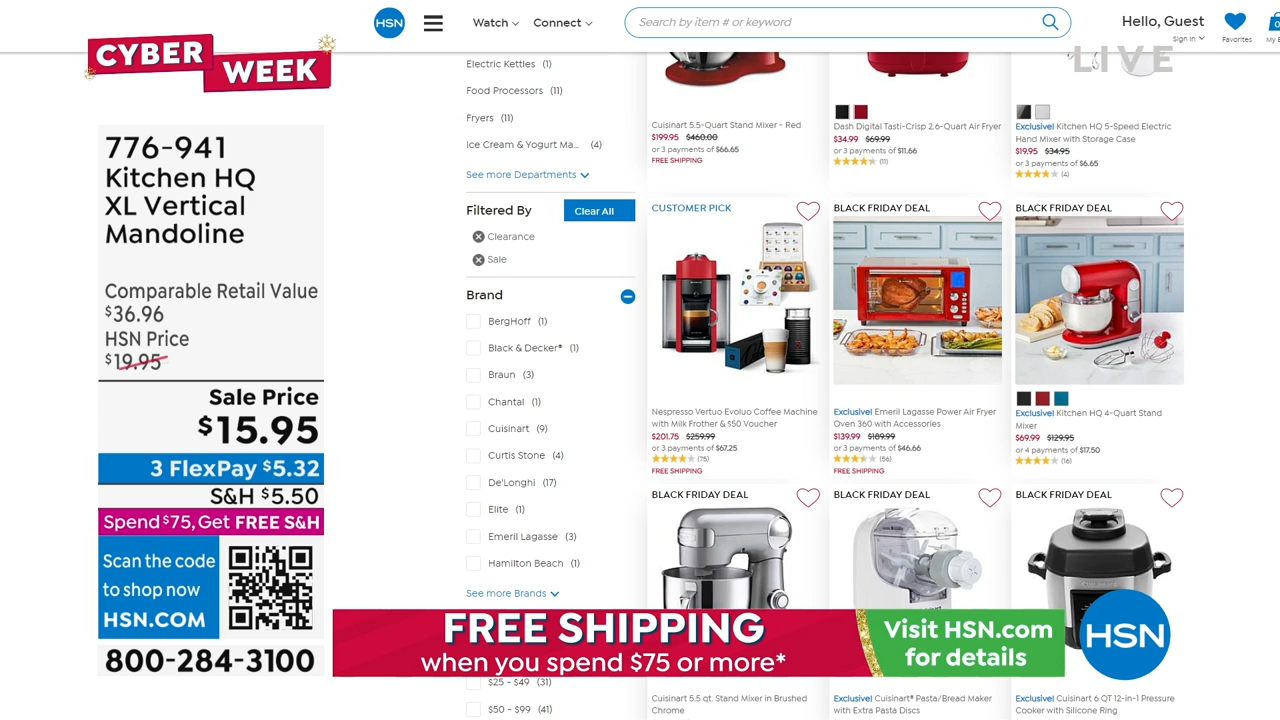 HSN
Watch
Connect
Search by item # or keyword
Hello, Guest
Sign In
Favorites
LIVE
CYBER
WEEK
776-941
Kitchen HQ
XL Vertical
Mandoline
Comparable Retail Value
$36.96
HSN Price
$19.95
Sale Price
$15.95
3 FlexPay $5.32
S&H $5.50
Spend $75, Get FREE S&H
Scan the code
to shop now
HSN.COM
800-284-3100
Electric Kettles (1)
Food Processors (11)
Fryers (11)
Ice Cream & Yogurt Ma... (4)
See more Departments
Filtered By
Clear All
Clearance
Sale
Brand
BergHoff (1)
Black & Decker® (1)
Braun (3)
Chantal (1)
Cuisinart (9)
Curtis Stone (4)
De'Longhi (17)
Elite (1)
Emeril Lagasse (3)
Hamilton Beach (1)
See more Brands
$25 - $49 (31)
$50 - $99 (41)
Cuisinart 5.5-Quart Stand Mixer - Red
$199.95 $460.00
or 3 payments of $66.65
FREE SHIPPING
Dash Digital Tasti-Crisp 2.6-Quart Air Fryer
$34.99 $69.99
or 3 payments of $11.66
(11)
Exclusive! Kitchen HQ 5-Speed Electric
Hand Mixer with Storage Case
$19.95 $34.95
or 3 payments of $6.65
(4)
CUSTOMER PICK
Nespresso Vertuo Evoluo Coffee Machine
with Milk Frother & $50 Voucher
$201.75 $259.99
or 3 payments of $67.25
(75)
FREE SHIPPING
BLACK FRIDAY DEAL
Exclusive! Emeril Lagasse Power Air Fryer
Oven 360 with Accessories
$139.99 $189.99
or 3 payments of $46.66
(56)
FREE SHIPPING
BLACK FRIDAY DEAL
Exclusive! Kitchen HQ 4-Quart Stand
Mixer
$69.99 $129.95
or 4 payments of $17.50
(16)
BLACK FRIDAY DEAL
Cuisinart 5.5 qt. Stand Mixer in Brushed
Chrome
BLACK FRIDAY DEAL
Exclusive! Cuisinart® Pasta/Bread Maker
with Extra Pasta Discs
BLACK FRIDAY DEAL
Exclusive! Cuisinart 6 QT 12-in-1 Pressure
Cooker with Silicone Ring
FREE SHIPPING
when you spend $75 or more*
Visit HSN.com
for details
HSN